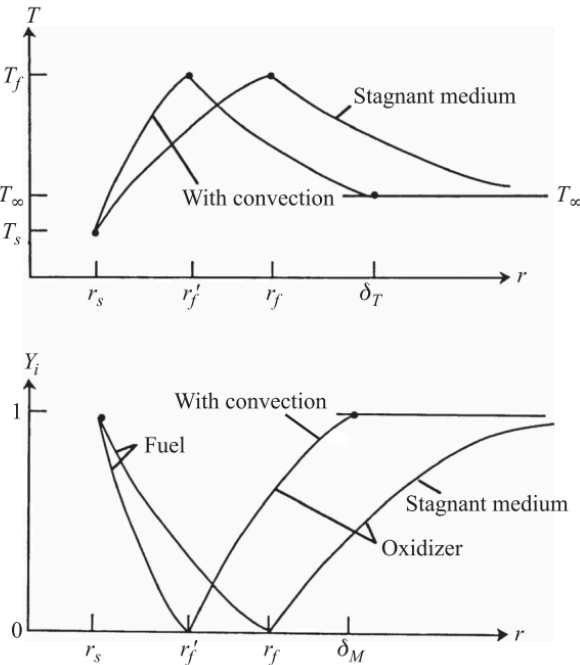 T
T_f
Stagnant medium
With convection
T_∞
T_∞
T_s
r
r_s
r_f'
r_f
δ_T
Y_i
With convection
1
Fuel
Stagnant medium
Oxidizer
0
r
r_s
r_f'
r_f
δ_M